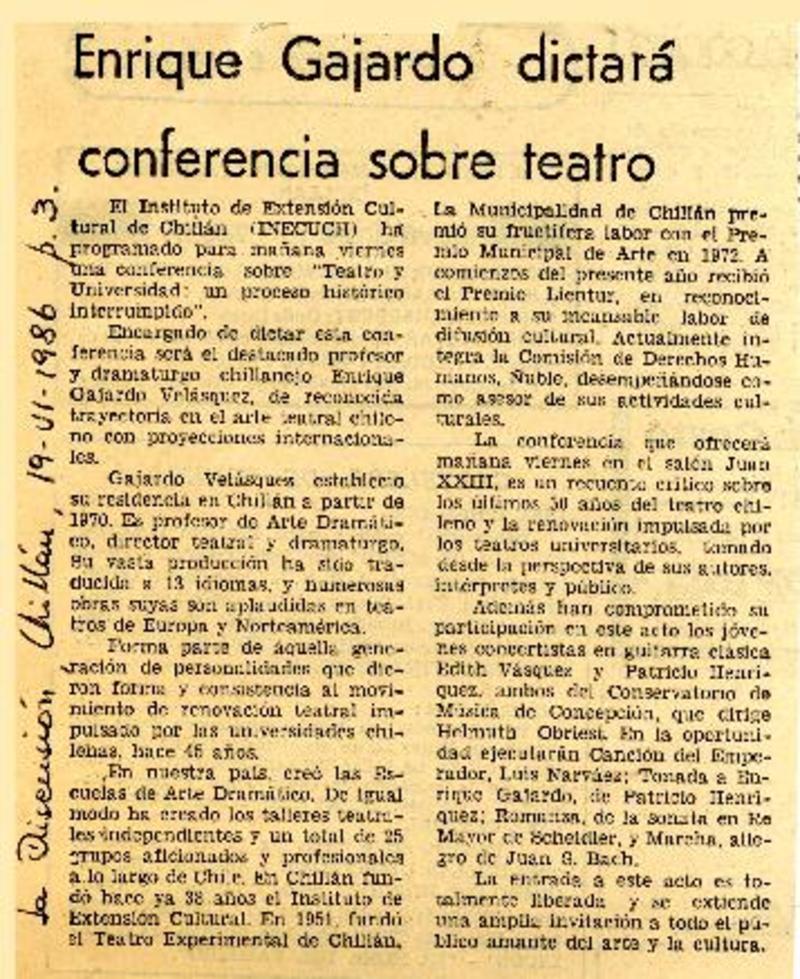 Enrique Gajardo dictará
conferencia sobre teatro
El Instituto de Extensión Cul-
tural de Chillán (INECUCH) ha
programado para mañana viernes
una conferencia sobre "Teatro y
Universidad: un proceso histórico
interrumpido".
Encargado de dictar esta con-
ferencia será el destacado profesor
y dramaturgo chillanejo Enrique
Gajardo Velásquez, de reconocida
trayectoria en el arte teatral chile-
no con proyecciones internaciona-
les.
Gajardo Velásquez estableció
su residencia en Chillán a partir de
1970. Es profesor de Arte Dramáti-
co, director teatral y dramaturgo.
Su vasta producción ha sido tra-
ducida a 13 idiomas, y numerosas
obras suyas son aplaudidas en tea-
tros de Europa y Norteamérica.
Forma parte de aquella gene-
ración de personalidades que die-
ron forma y consistencia al movi-
miento de renovación teatral im-
pulsado por las universidades chi-
lenas, hace 45 años.
En nuestra país, creó las Es-
cuelas de Arte Dramático. De igual
modo ha creado los talleres teatra-
les independientes y un total de 25
grupos aficionados y profesionales
a lo largo de Chile. En Chillán fun-
dó hace ya 38 años el Instituto de
Extensión Cultural. En 1951, fundó
el Teatro Experimental de Chillán.
La Municipalidad de Chillán pre-
mió su fructífera labor con el Pre-
mio Municipal de Arte en 1972. A
comienzos del presente año recibió
el Premio Lientur, en reconoci-
miento a su incansable labor de
difusión cultural. Actualmente in-
tegra la Comisión de Derechos Hu-
manos, Ñuble, desempeñándose co-
mo asesor de sus actividades cul-
turales.
La conferencia que ofrecerá
mañana viernes en el salón Juan
XXIII, es un recuento crítico sobre
los últimos 50 años del teatro chi-
leno y la renovación impulsada por
los teatros universitarios, tomado
desde la perspectiva de sus autores,
intérpretes y público.
Además han comprometido su
participación en este acto los jóve-
nes concertistas en guitarra clásica
Edith Vásquez y Patricio Henrí-
quez, ambos del Conservatorio de
Música de Concepción, que dirige
Helmuth Obriest. En la oportuni-
dad ejecutarán Canción del Empe-
rador, Luis Narváez; Tonada a En-
rique Gajardo, de Patricio Henrí-
quez; Romanza, de la sonata en Re
Mayor de Scheidler, y Marcha, alle-
gro de Juan S. Bach.
La entrada a este acto es to-
talmente liberada y se extiende
una amplia invitación a todo el pú-
blico amante del arte y la cultura.
La Discusión, Chillán, 19-VI-1986 p. 3.